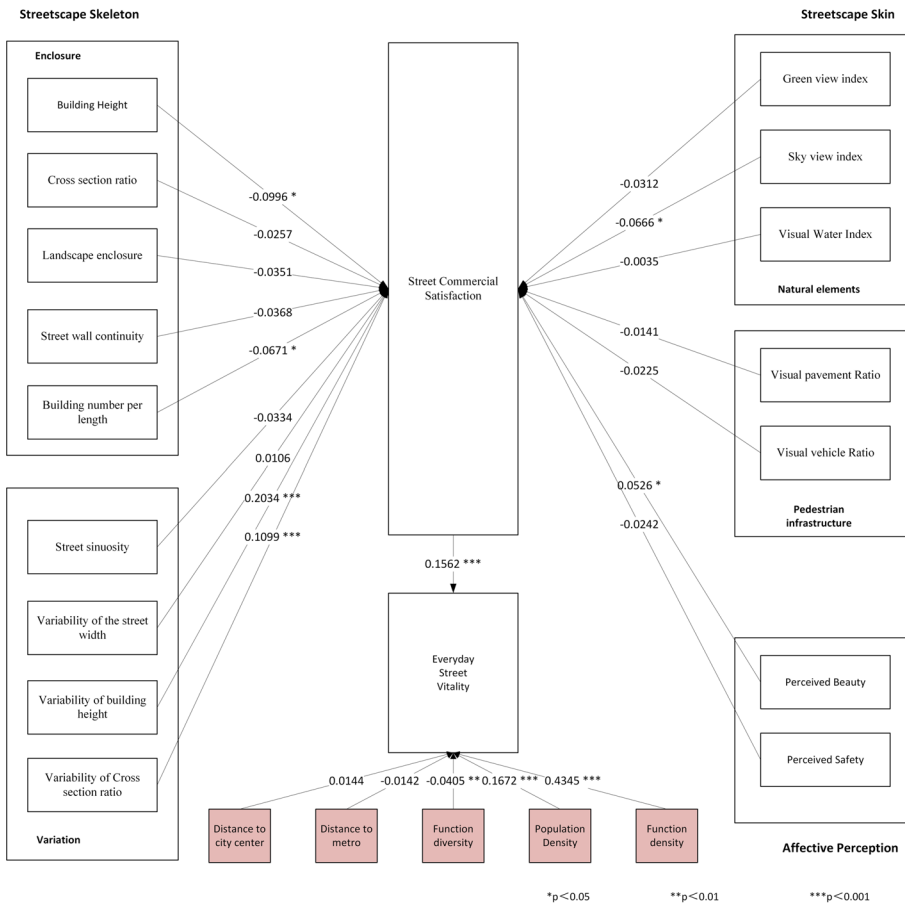 Streetscape Skeleton
Enclosure
Building Height
Cross section ratio
Landscape enclosure
Street wall continuity
Building number per
length
Street sinuosity
Variability of the street
width
Variability of building
height
Variability of Cross
section ratio
Variation
-0.0996 *
-0.0257
-0.0351
-0.0368
-0.0671 *
-0.0334
0.0106
0.2034 ***
0.1099 ***
Street Commercial
Satisfaction
0.1562 ***
Everyday
Street
Vitality
0.0144
-0.0142
-0.0405 **
0.1672 ***
0.4345 ***
Distance to
city center
Distance to
metro
Function
diversity
Population
Density
Function
density
Streetscape Skin
Green view index
Sky view index
Visual Water Index
Natural elements
Visual pavement Ratio
Visual vehicle Ratio
Pedestrian
infrastructure
-0.0312
-0.0666 *
-0.0035
-0.0141
-0.0225
0.0526 *
-0.0242
Perceived Beauty
Perceived Safety
Affective Perception
*p<0.05
**p<0.01
***p<0.001